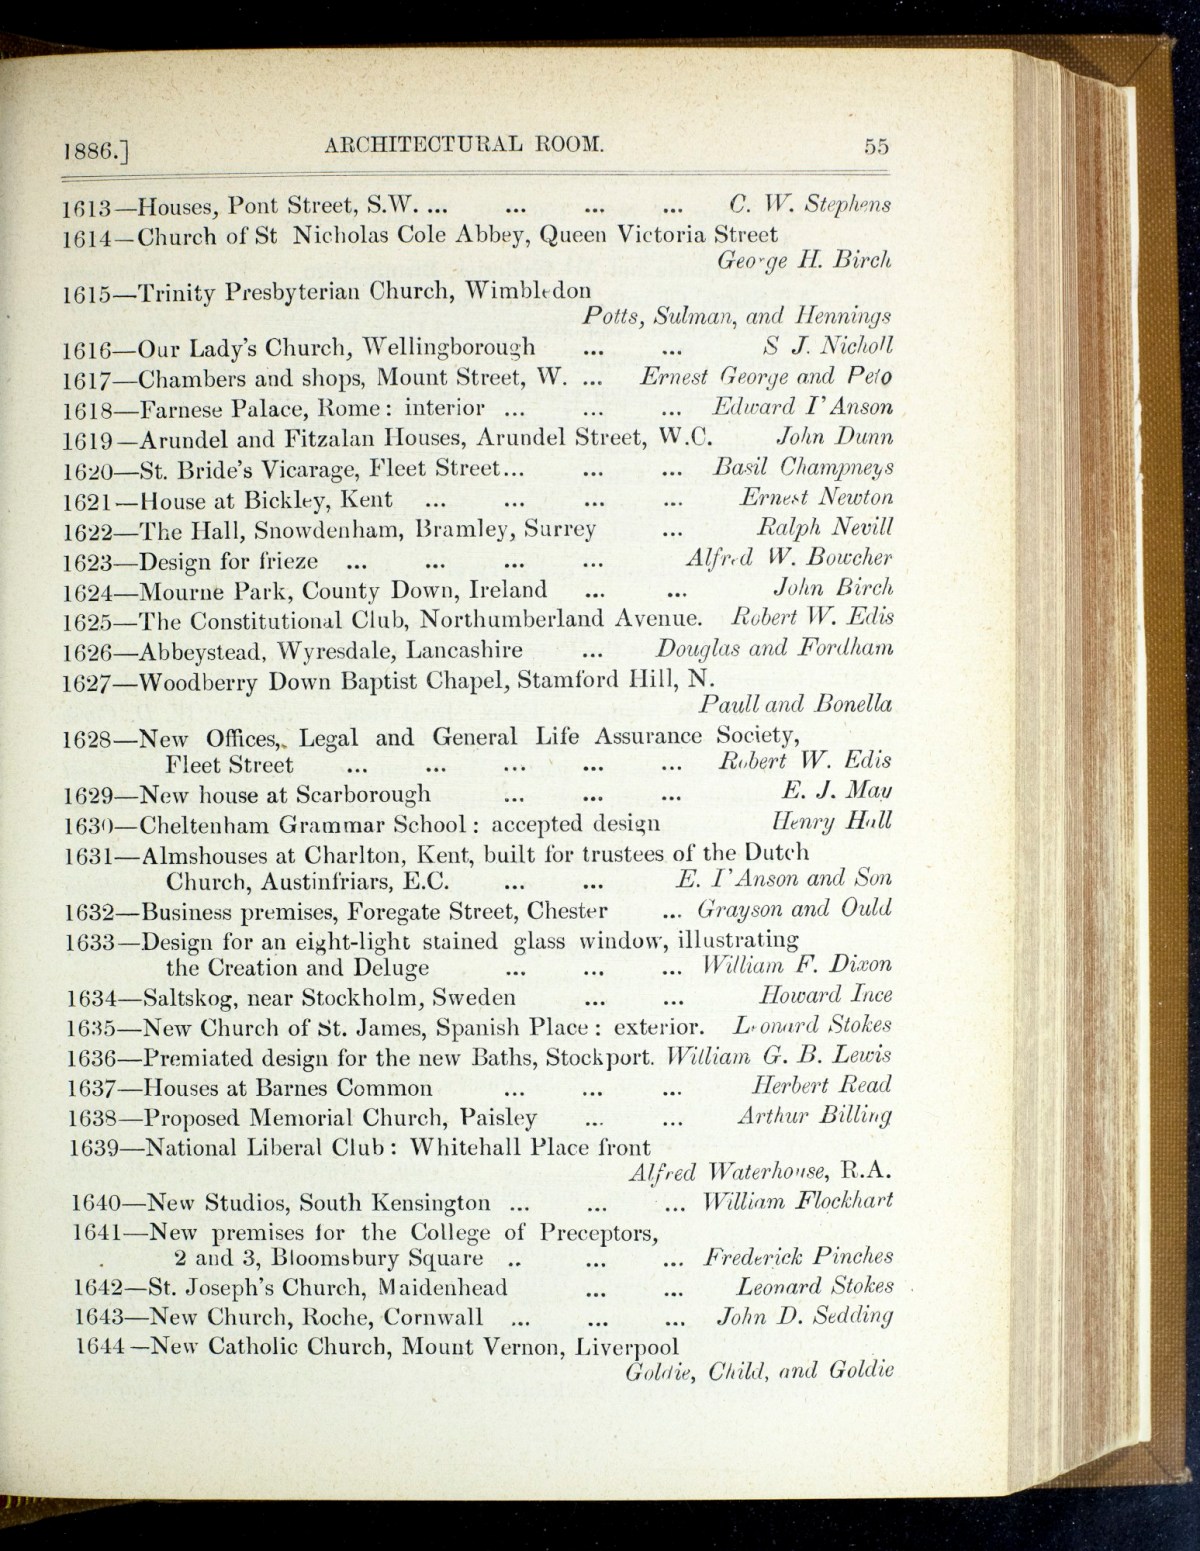 1886.] ARCHITECTURAL ROOM. 55
1613—Houses, Pont Street, S.W. ... ... ... ... C. W. Stephens
1614—Church of St Nicholas Cole Abbey, Queen Victoria Street
George H. Birch
1615—Trinity Presbyterian Church, Wimbledon
Potts, Sulman, and Hennings
1616—Our Lady's Church, Wellingborough ... ... S J. Nicholl
1617—Chambers and shops, Mount Street, W. ... Ernest George and Peto
1618—Farnese Palace, Rome: interior ... ... ... Edward I'Anson
1619—Arundel and Fitzalan Houses, Arundel Street, W.C. John Dunn
1620—St. Bride's Vicarage, Fleet Street... ... ... Basil Champneys
1621—House at Bickley, Kent ... ... ... ... Ernest Newton
1622—The Hall, Snowdenham, Bramley, Surrey ... Ralph Nevill
1623—Design for frieze ... ... ... ... Alfred W. Bowcher
1624—Mourne Park, County Down, Ireland ... ... John Birch
1625—The Constitutional Club, Northumberland Avenue. Robert W. Edis
1626—Abbeystead, Wyresdale, Lancashire ... Douglas and Fordham
1627—Woodberry Down Baptist Chapel, Stamford Hill, N.
Paull and Bonella
1628—New Offices, Legal and General Life Assurance Society,
Fleet Street ... ... ... ... ... Robert W. Edis
1629—New house at Scarborough ... ... ... E. J. May
1630—Cheltenham Grammar School: accepted design Henry Hall
1631—Almshouses at Charlton, Kent, built for trustees of the Dutch
Church, Austinfriars, E.C. ... ... E. I'Anson and Son
1632—Business premises, Foregate Street, Chester ... Grayson and Ould
1633—Design for an eight-light stained glass window, illustrating
the Creation and Deluge ... ... ... William F. Dixon
1634—Saltskog, near Stockholm, Sweden ... ... Howard Ince
1635—New Church of St. James, Spanish Place: exterior. Leonard Stokes
1636—Premiated design for the new Baths, Stockport. William G. B. Lewis
1637—Houses at Barnes Common ... ... ... Herbert Read
1638—Proposed Memorial Church, Paisley ... ... Arthur Billing
1639—National Liberal Club: Whitehall Place front
Alfred Waterhouse, R.A.
1640—New Studios, South Kensington ... ... ... William Flockhart
1641—New premises for the College of Preceptors,
2 and 3, Bloomsbury Square .. ... ... Frederick Pinches
1642—St. Joseph's Church, Maidenhead ... ... Leonard Stokes
1643—New Church, Roche, Cornwall ... ... ... John D. Sedding
1644—New Catholic Church, Mount Vernon, Liverpool
Goldie, Child, and Goldie